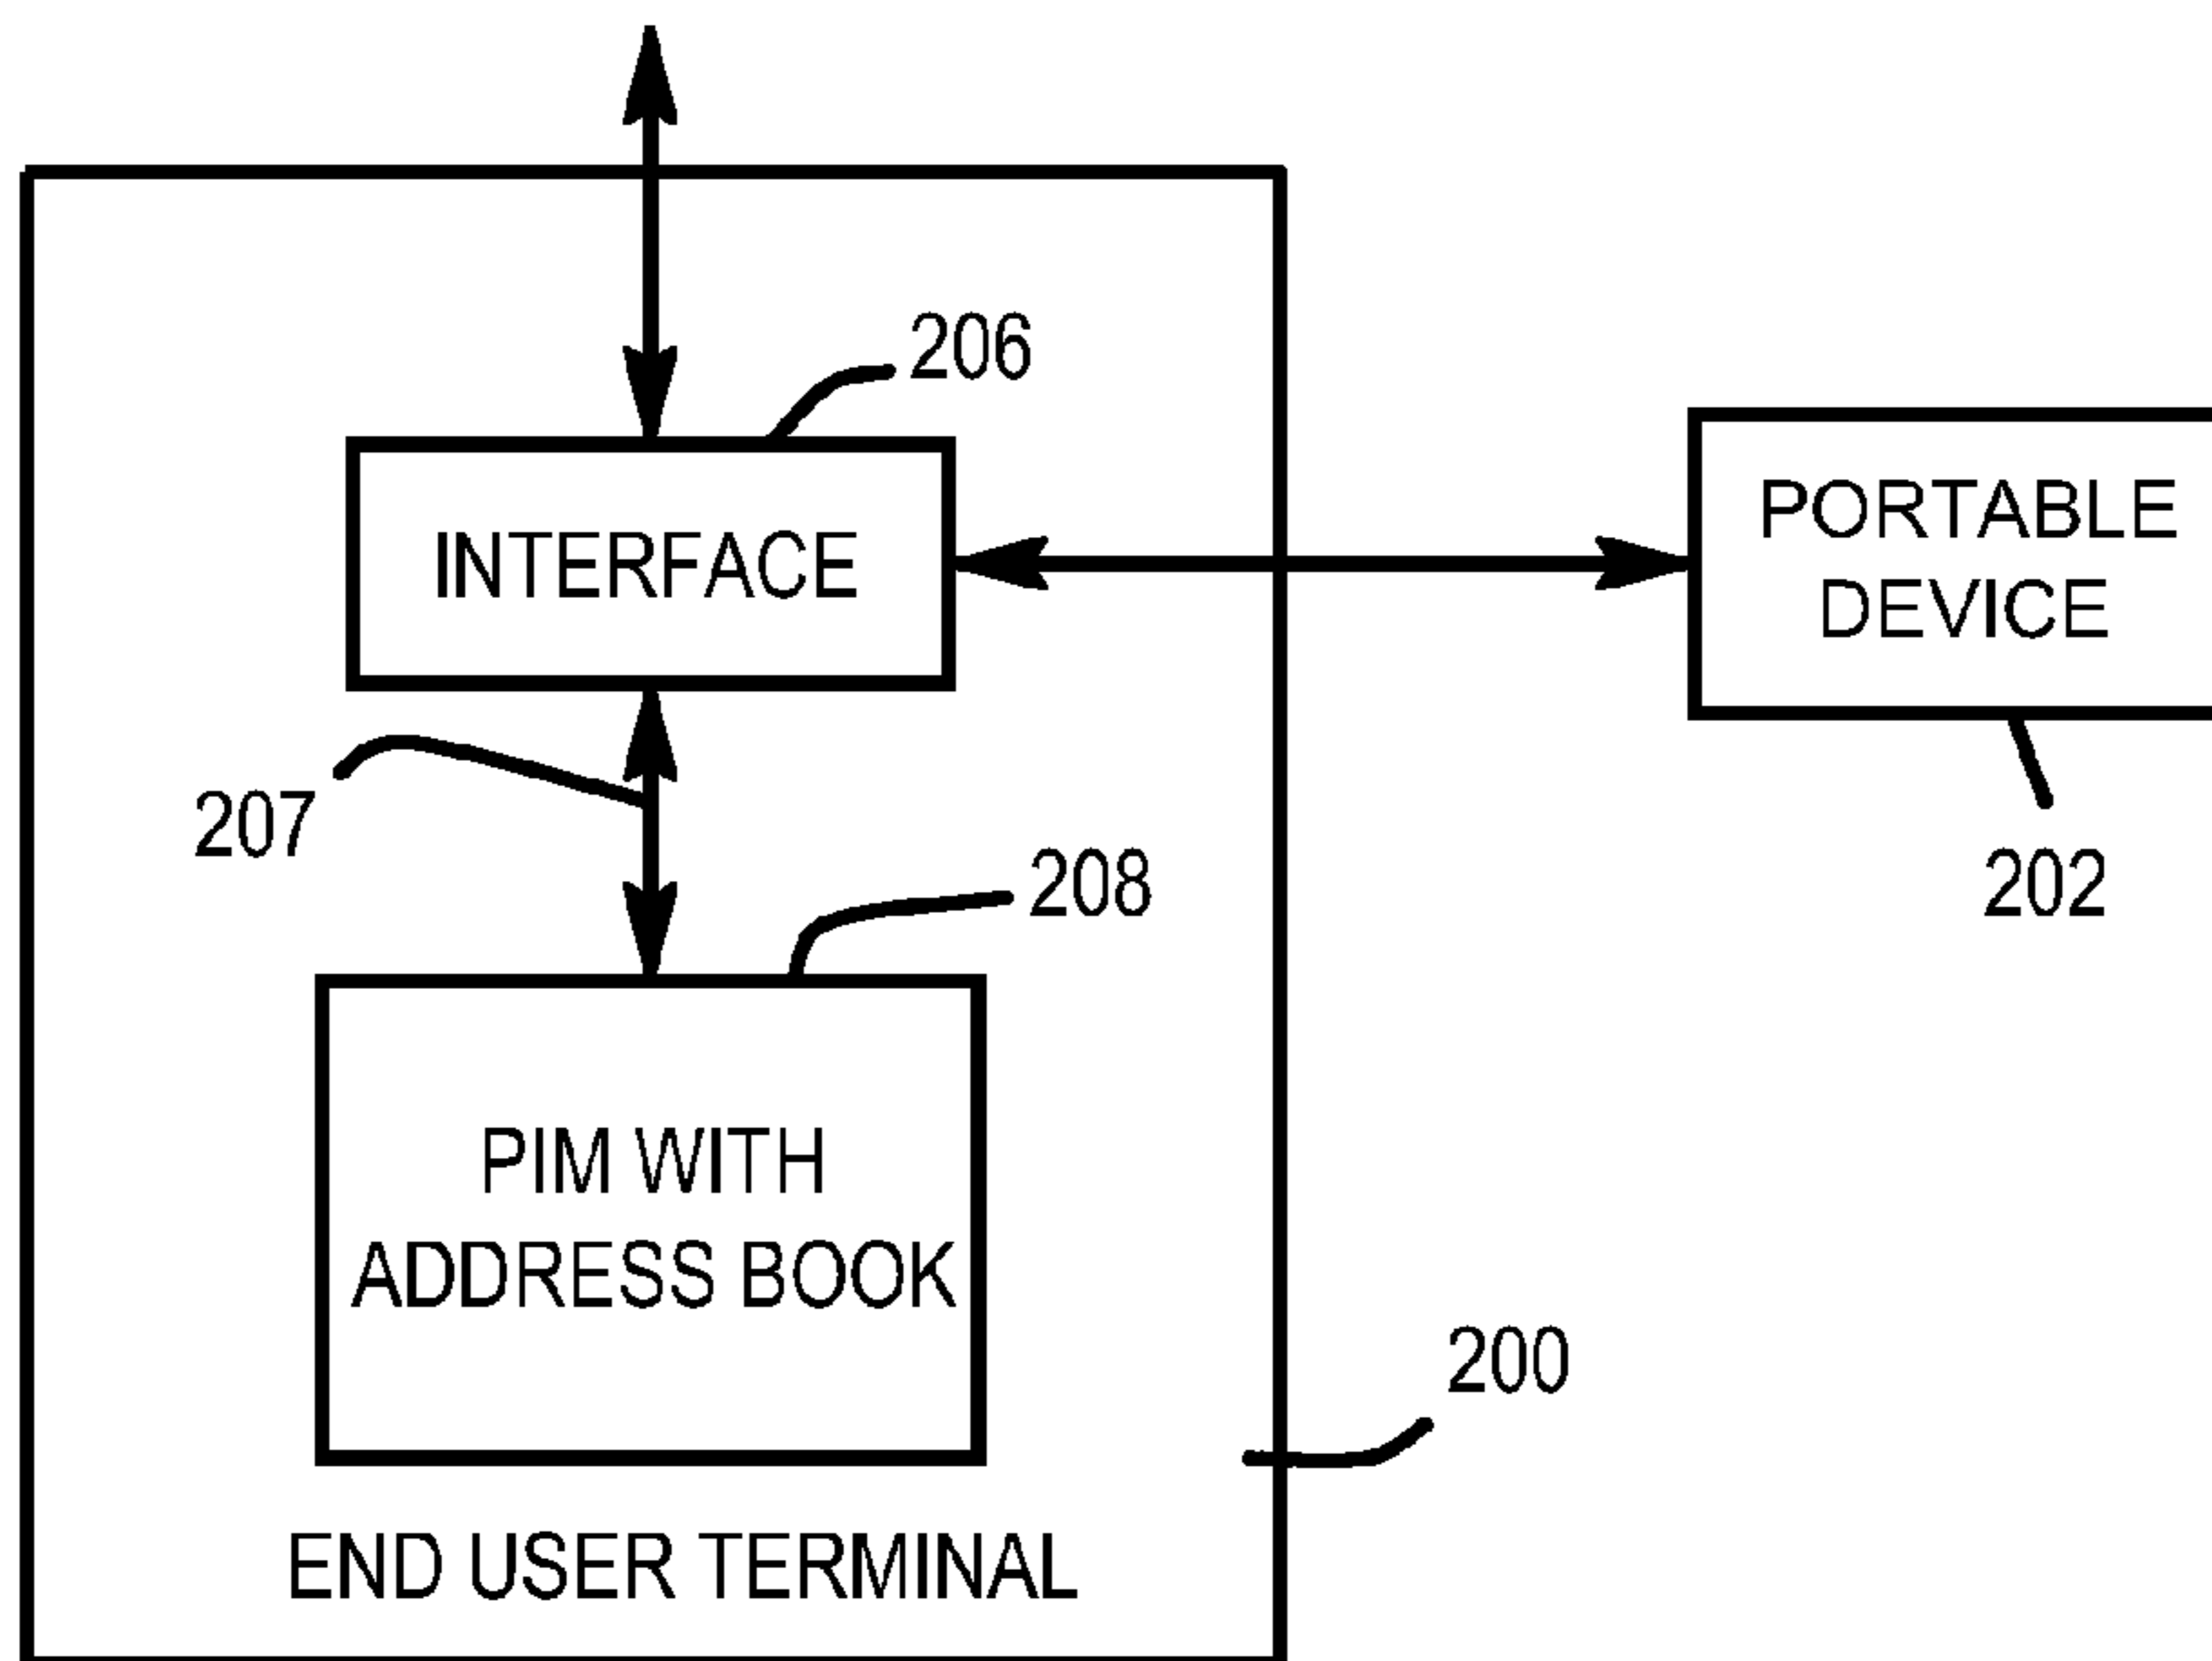 206
INTERFACE
PORTABLE
DEVICE
207
208
202
PIM WITH
ADDRESS BOOK
200
END USER TERMINAL